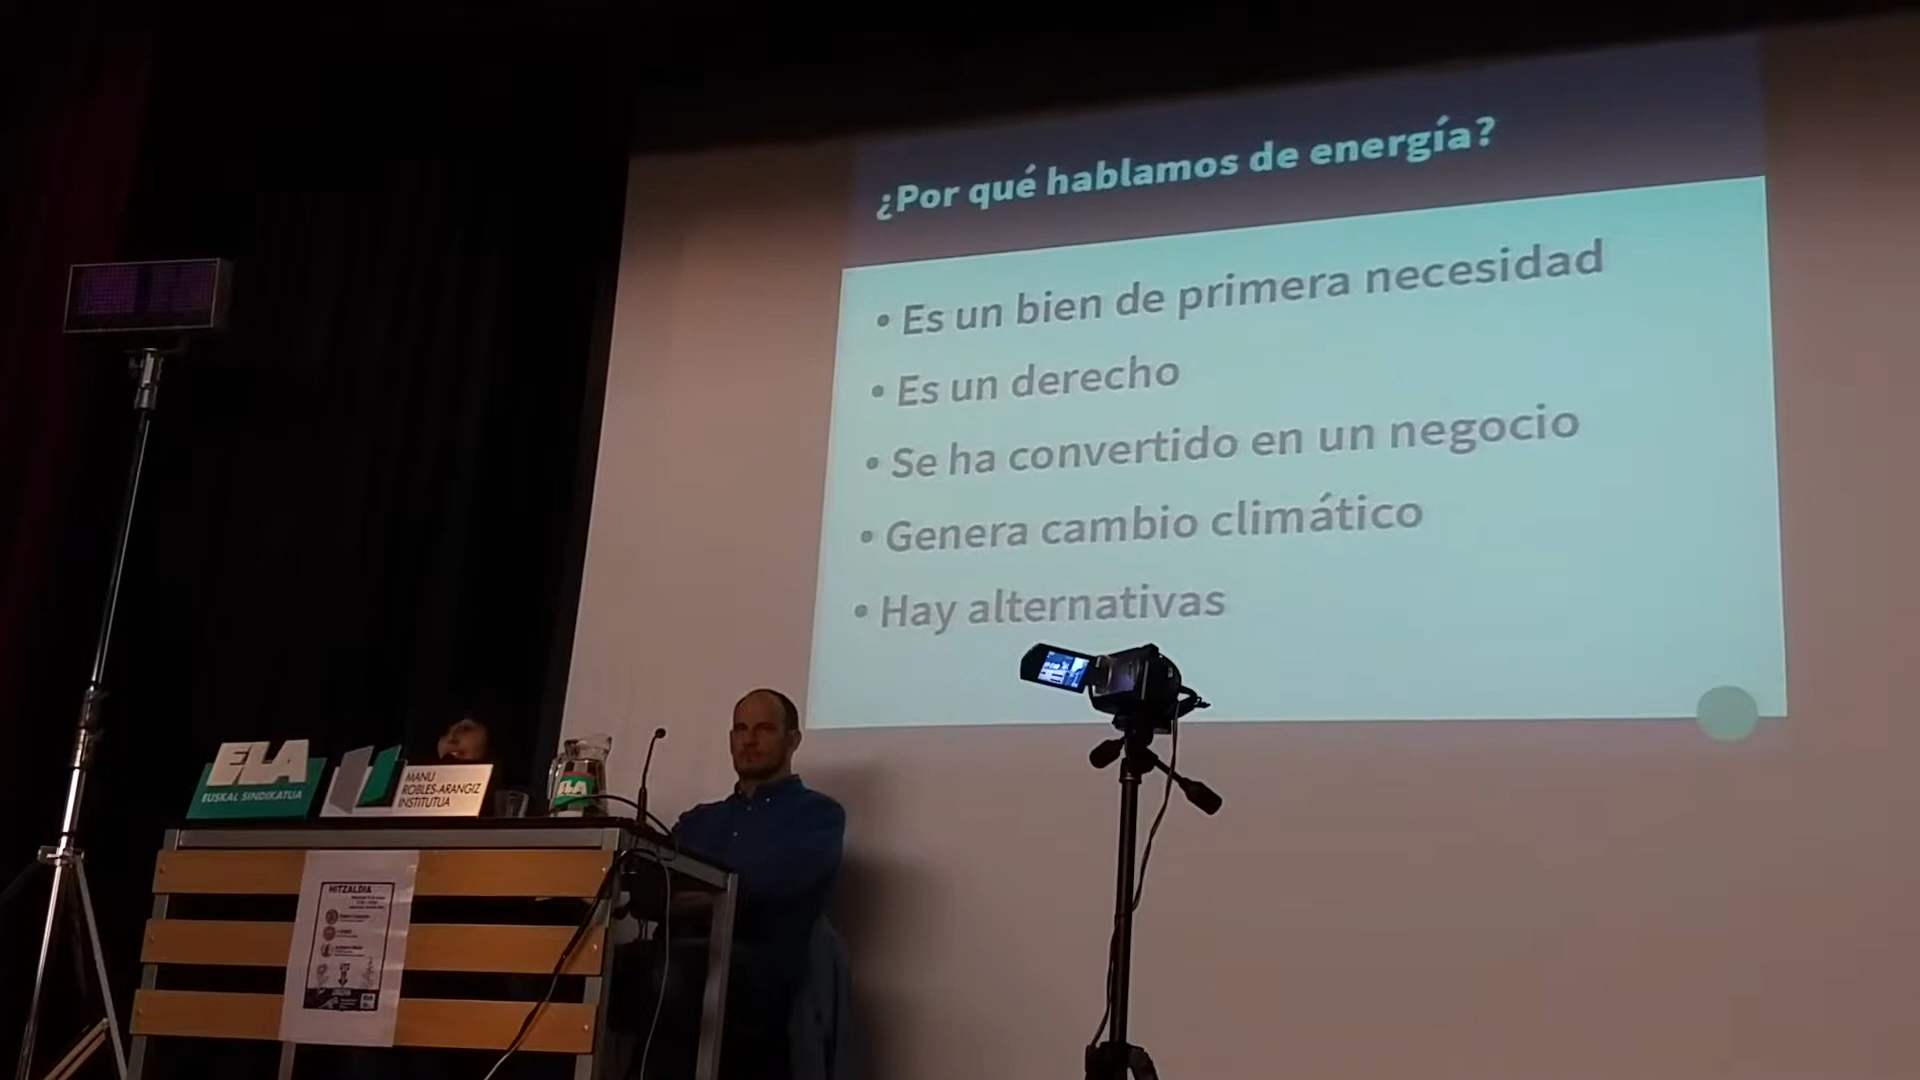 ¿Por qué hablamos de energía?
• Es un bien de primera necesidad
• Es un derecho
• Se ha convertido en un negocio
• Genera cambio climático
• Hay alternativas
ELA
EUSKAL SINDIKATUA
MANU
ROBLES-ARANGIZ
INSTITUTUA
ELA
HITZALDIA